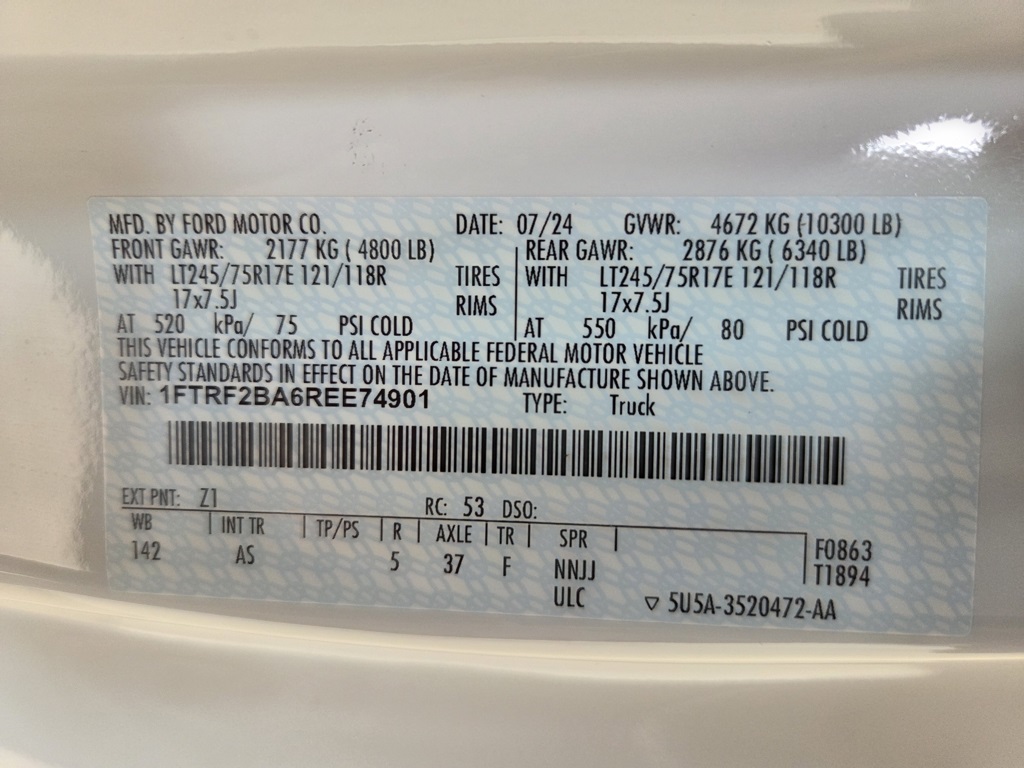 MFD. BY FORD MOTOR CO. DATE: 07/24 GVWR: 4672 KG (10300 LB)
FRONT GAWR: 2177 KG ( 4800 LB) REAR GAWR: 2876 KG ( 6340 LB)
WITH LT245/75R17E 121/118R TIRES WITH LT245/75R17E 121/118R TIRES
17x7.5J RIMS 17x7.5J RIMS
AT 520 kPa/ 75 PSI COLD AT 550 kPa/ 80 PSI COLD
THIS VEHICLE CONFORMS TO ALL APPLICABLE FEDERAL MOTOR VEHICLE
SAFETY STANDARDS IN EFFECT ON THE DATE OF MANUFACTURE SHOWN ABOVE.
VIN: 1FTRF2BA6REE74901 TYPE: Truck
EXT PNT: Z1 RC: 53 DSO:
WB INT TR TP/PS R AXLE TR SPR
142 AS 5 37 F NNJJ F0863
T1894
ULC ▽ 5U5A-3520472-AA